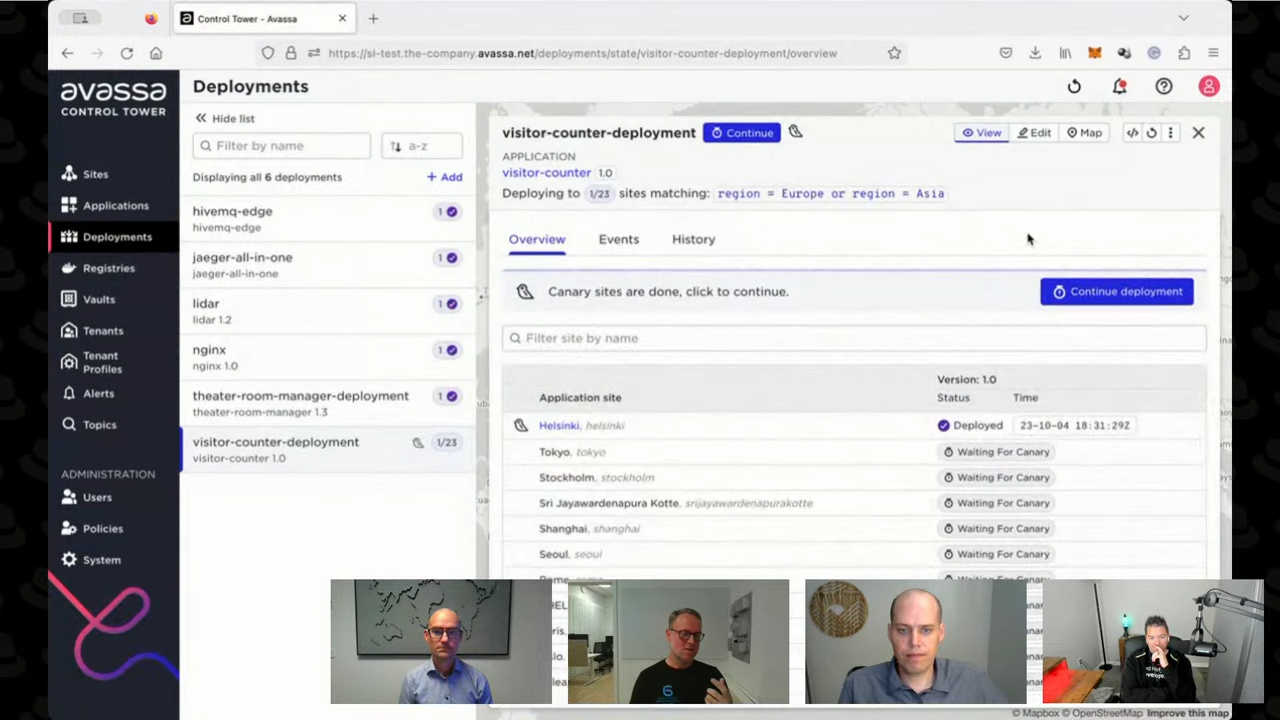 Control Tower - Avassa
https://sl-test.the-company.avassa.net/deployments/state/visitor-counter-deployment/overview
avassa
CONTROL TOWER
Sites
Applications
Deployments
Registries
Vaults
Tenants
Tenant
Profiles
Alerts
Topics
ADMINISTRATION
Users
Policies
System
Deployments
Hide list
Filter by name
a-z
Displaying all 6 deployments
+ Add
hivemq-edge
hivemq-edge
1
jaeger-all-in-one
jaeger-all-in-one
1
lidar
lidar 1.2
1
nginx
nginx 1.0
1
theater-room-manager-deployment
theater-room-manager 1.3
1
visitor-counter-deployment
visitor-counter 1.0
1/23
visitor-counter-deployment Continue
View Edit Map
APPLICATION
visitor-counter 1.0
Deploying to 1/23 sites matching: region = Europe or region = Asia
Overview Events History
Canary sites are done, click to continue.
Continue deployment
Filter site by name
Version: 1.0
Application site Status Time
Helsinki, helsinki Deployed 23-10-04 18:31:29Z
Tokyo, tokyo Waiting For Canary
Stockholm, stockholm Waiting For Canary
Sri Jayawardenapura Kotte, srijayawardenapurakotte Waiting For Canary
Shanghai, shanghai Waiting For Canary
Seoul, seoul Waiting For Canary
© Mapbox © OpenStreetMap Improve this map